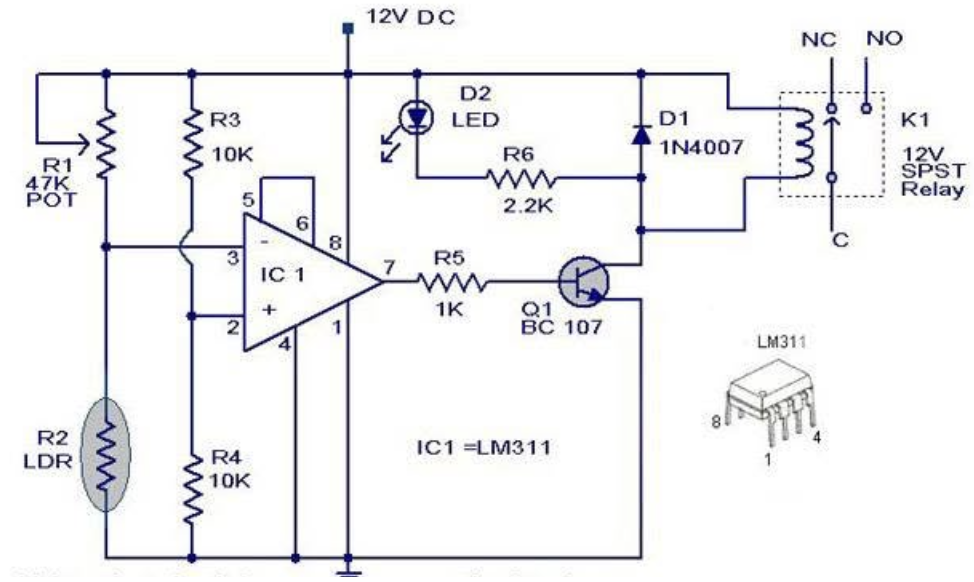 12V DC
NC NO
D2
LED
D1
1N4007
K1
12V
SPST
Relay
R3
10K
R1
47K
POT
R6
2.2K
5
6
8
-
3
IC 1
7
R5
1K
C
+
2
4
1
Q1
BC 107
LM311
8
4
1
R2
LDR
R4
10K
IC1 =LM311